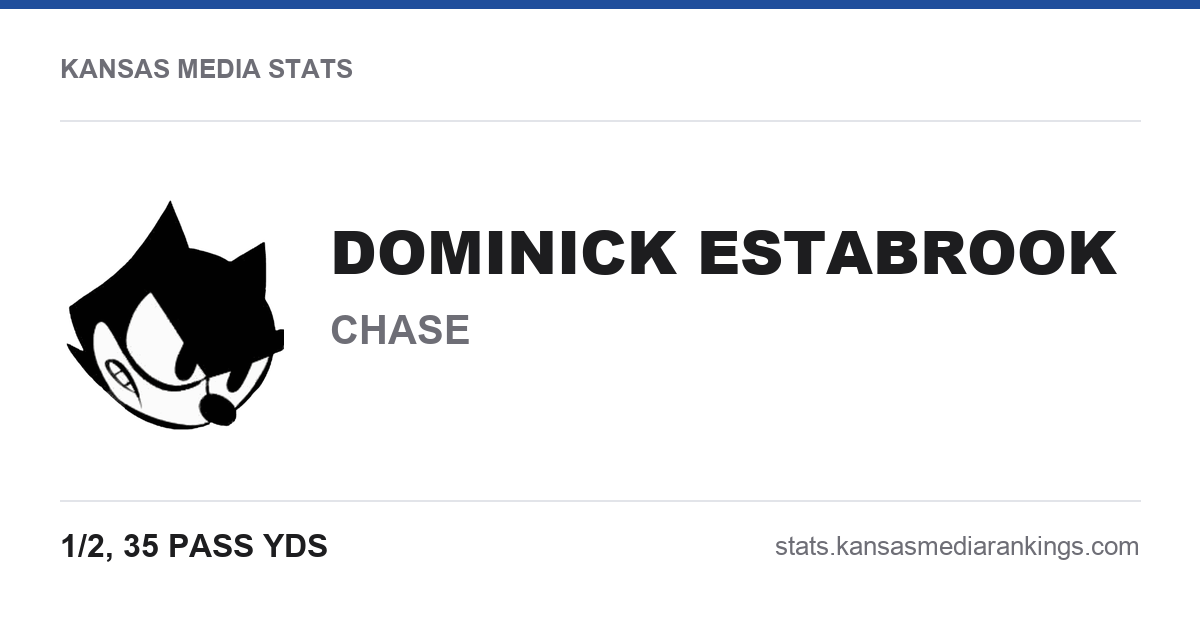 KANSAS MEDIA STATS
DOMINICK ESTABROOK
CHASE
1/2, 35 PASS YDS
stats.kansasmediarankings.com